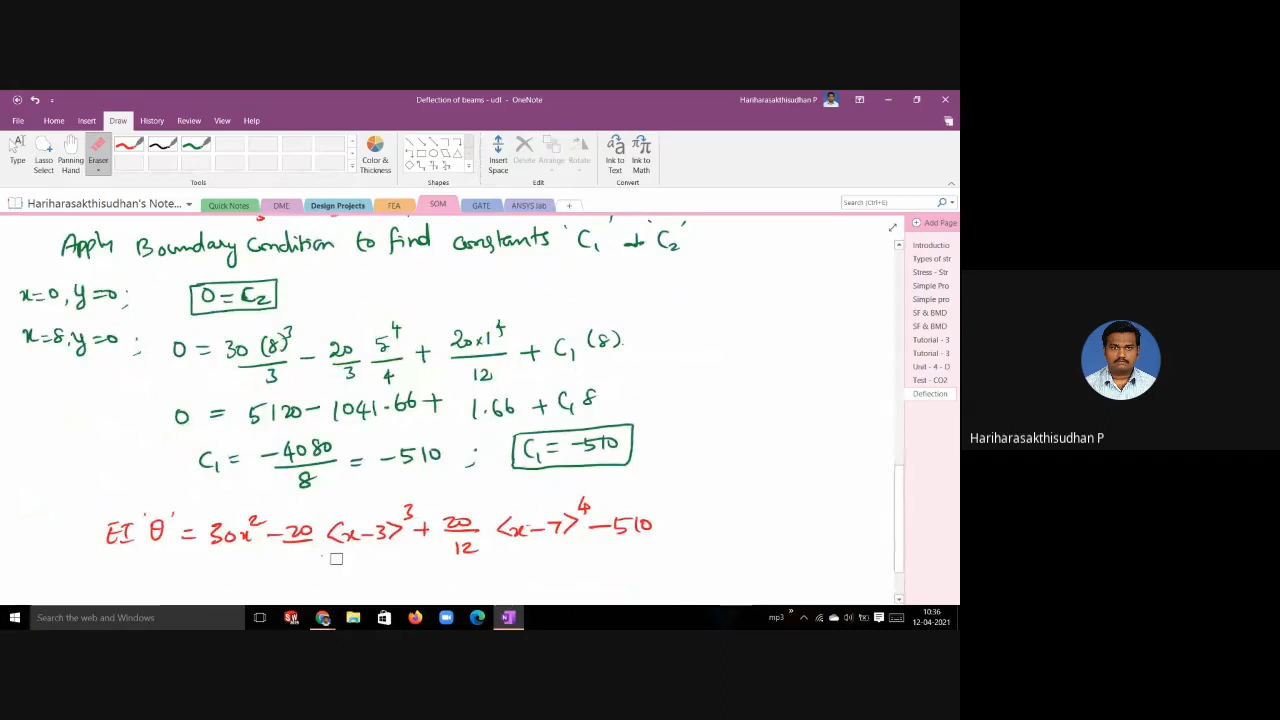 Deflection of beams - udl - OneNote
Hariharasakthisudhan P
File Home Insert Draw History Review View Help
Type Lasso Select Panning Hand Eraser Color & Thickness Insert Space Delete Arrange Rotate Ink to Text Ink to Math
Tools Shapes Edit Convert
Hariharasakthisudhan's Note... Quick Notes DME Design Projects FEA SOM GATE ANSYS lab + Search (Ctrl+E)
Add Page
Introductio
Types of str
Stress - Str
Simple Pro
Simple pro
SF & BMD
SF & BMD
Tutorial - 3
Tutorial - 3
Unit - 4 - D
Test - CO2
Deflection
Apply Boundary Condition to find constants 'C₁' + 'C₂'
x=0, y=0; 0 = C₂
x=8, y=0; 0 = 30 (8)³/3 - 20/3 5⁴/4 + 20×1⁴/12 + C₁ (8).
0 = 5120 - 1041.66 + 1.66 + C₁ 8
C₁ = -4080/8 = -510 ; C₁ = -510
EI 'θ' = 30x² - 20 <x-3>³ + 20/12 <x-7>⁴ - 510
Hariharasakthisudhan P
Search the web and Windows
mp3 » 10:36
12-04-2021